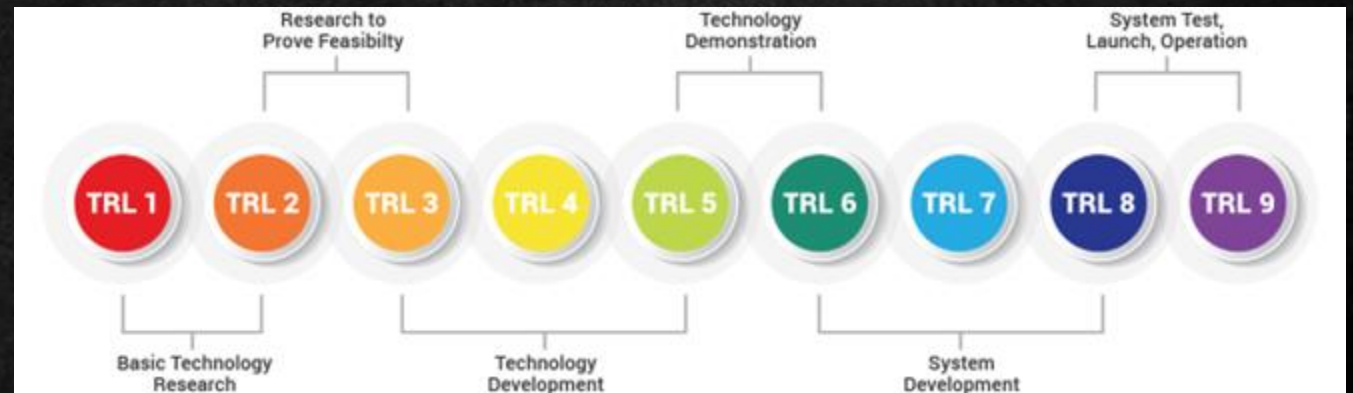 Research to
Prove Feasibilty
Technology
Demonstration
System Test,
Launch, Operation
TRL 1
TRL 2
TRL 3
TRL 4
TRL 5
TRL 6
TRL 7
TRL 8
TRL 9
Basic Technology
Research
Technology
Development
System
Development